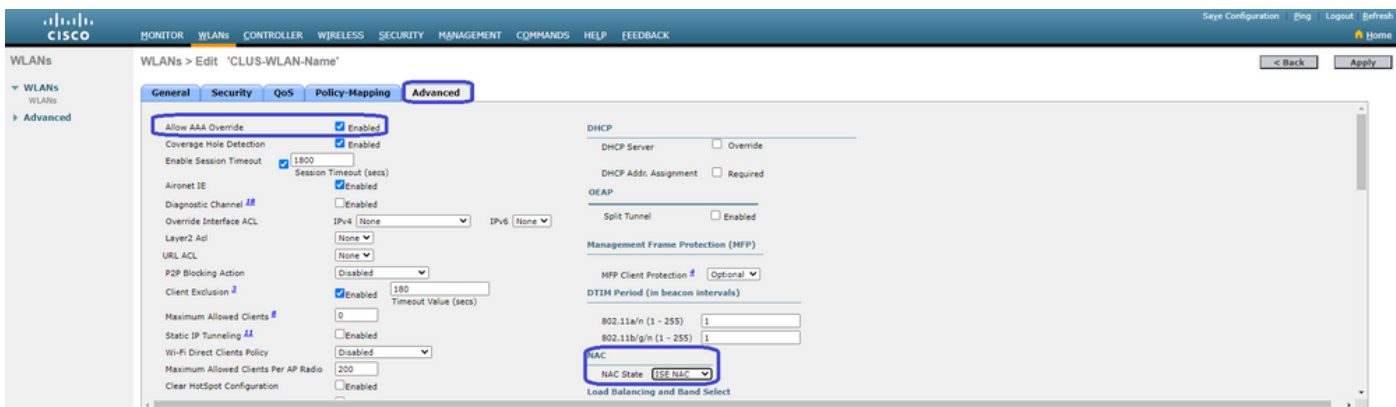 Save Configuration Ping Logout Refresh
CISCO
MONITOR WLANs CONTROLLER WIRELESS SECURITY MANAGEMENT COMMANDS HELP FEEDBACK
Home
WLANs
WLANs > Edit 'CLUS-WLAN-Name'
< Back
Apply
WLANs
WLANs
Advanced
General Security QoS Policy-Mapping Advanced
Allow AAA Override Enabled
Coverage Hole Detection Enabled
Enable Session Timeout 1800
Session Timeout (secs)
Aironet IE Enabled
Diagnostic Channel 18 Enabled
Override Interface ACL IPv4 None IPv6 None
Layer2 Acl None
URL ACL None
P2P Blocking Action Disabled
Client Exclusion 3 Enabled 180
Timeout Value (secs)
Maximum Allowed Clients 8 0
Static IP Tunneling 11 Enabled
Wi-Fi Direct Clients Policy Disabled
Maximum Allowed Clients Per AP Radio 200
Clear HotSpot Configuration Enabled
DHCP
DHCP Server Override
DHCP Addr. Assignment Required
OEAP
Split Tunnel Enabled
Management Frame Protection (MFP)
MFP Client Protection 4 Optional
DTIM Period (in beacon intervals)
802.11a/n (1 - 255) 1
802.11b/g/n (1 - 255) 1
NAC
NAC State ISE NAC
Load Balancing and Band Select